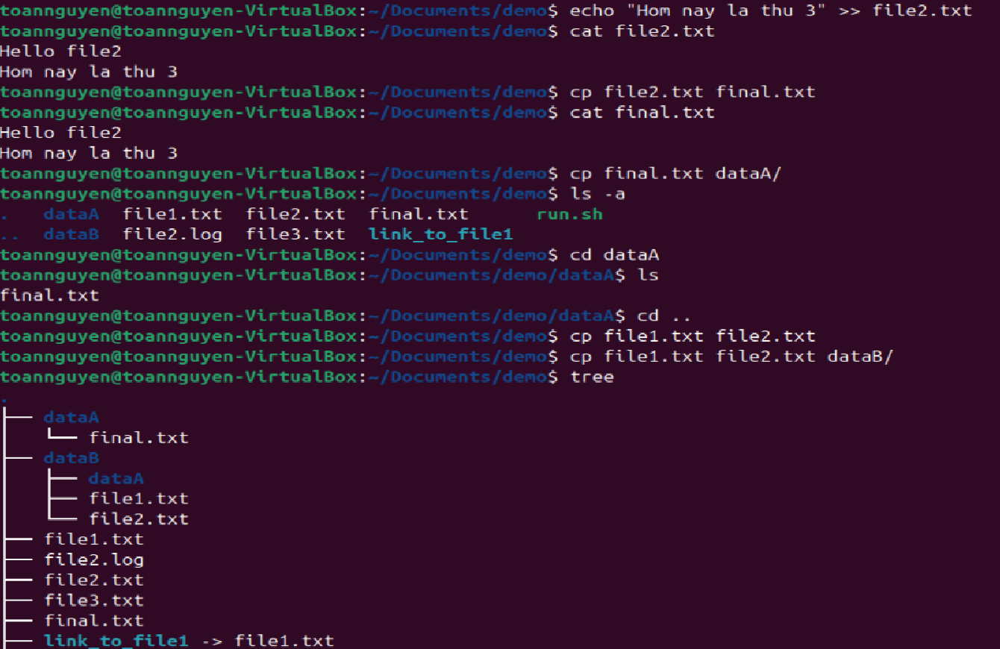 toannguyen@toannguyen-VirtualBox:~/Documents/demo$ echo "Hom nay la thu 3" >> file2.txt
toannguyen@toannguyen-VirtualBox:~/Documents/demo$ cat file2.txt
Hello file2
Hom nay la thu 3
toannguyen@toannguyen-VirtualBox:~/Documents/demo$ cp file2.txt final.txt
toannguyen@toannguyen-VirtualBox:~/Documents/demo$ cat final.txt
Hello file2
Hom nay la thu 3
toannguyen@toannguyen-VirtualBox:~/Documents/demo$ cp final.txt dataA/
toannguyen@toannguyen-VirtualBox:~/Documents/demo$ ls -a
.   dataA  file1.txt  file2.txt  final.txt      run.sh
..  dataB  file2.log  file3.txt  link_to_file1
toannguyen@toannguyen-VirtualBox:~/Documents/demo$ cd dataA
toannguyen@toannguyen-VirtualBox:~/Documents/demo/dataA$ ls
final.txt
toannguyen@toannguyen-VirtualBox:~/Documents/demo/dataA$ cd ..
toannguyen@toannguyen-VirtualBox:~/Documents/demo$ cp file1.txt file2.txt
toannguyen@toannguyen-VirtualBox:~/Documents/demo$ cp file1.txt file2.txt dataB/
toannguyen@toannguyen-VirtualBox:~/Documents/demo$ tree
.
├── dataA
│   └── final.txt
├── dataB
│   ├── dataA
│   ├── file1.txt
│   └── file2.txt
├── file1.txt
├── file2.log
├── file2.txt
├── file3.txt
├── final.txt
├── link_to_file1 -> file1.txt